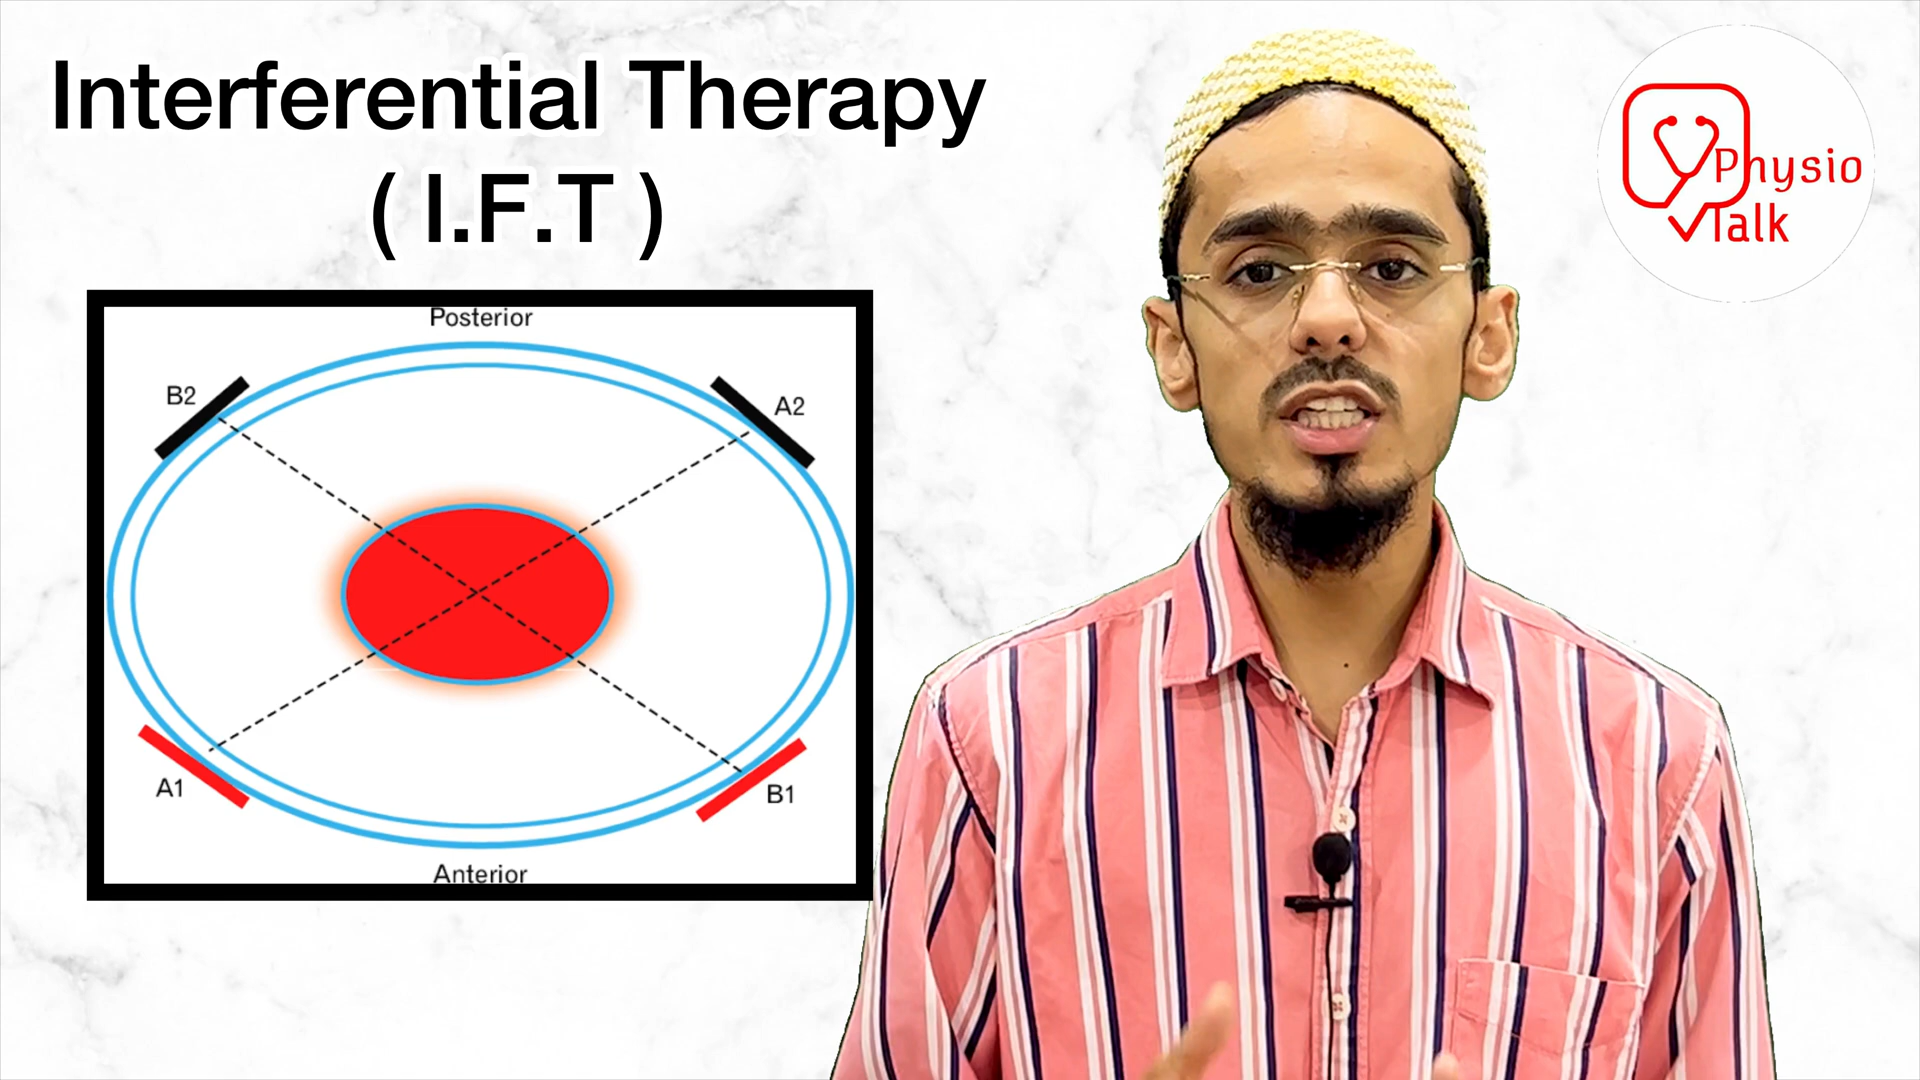 Interferential Therapy
( I.F.T )
Physio
Talk
Posterior
B2
A2
A1
B1
Anterior